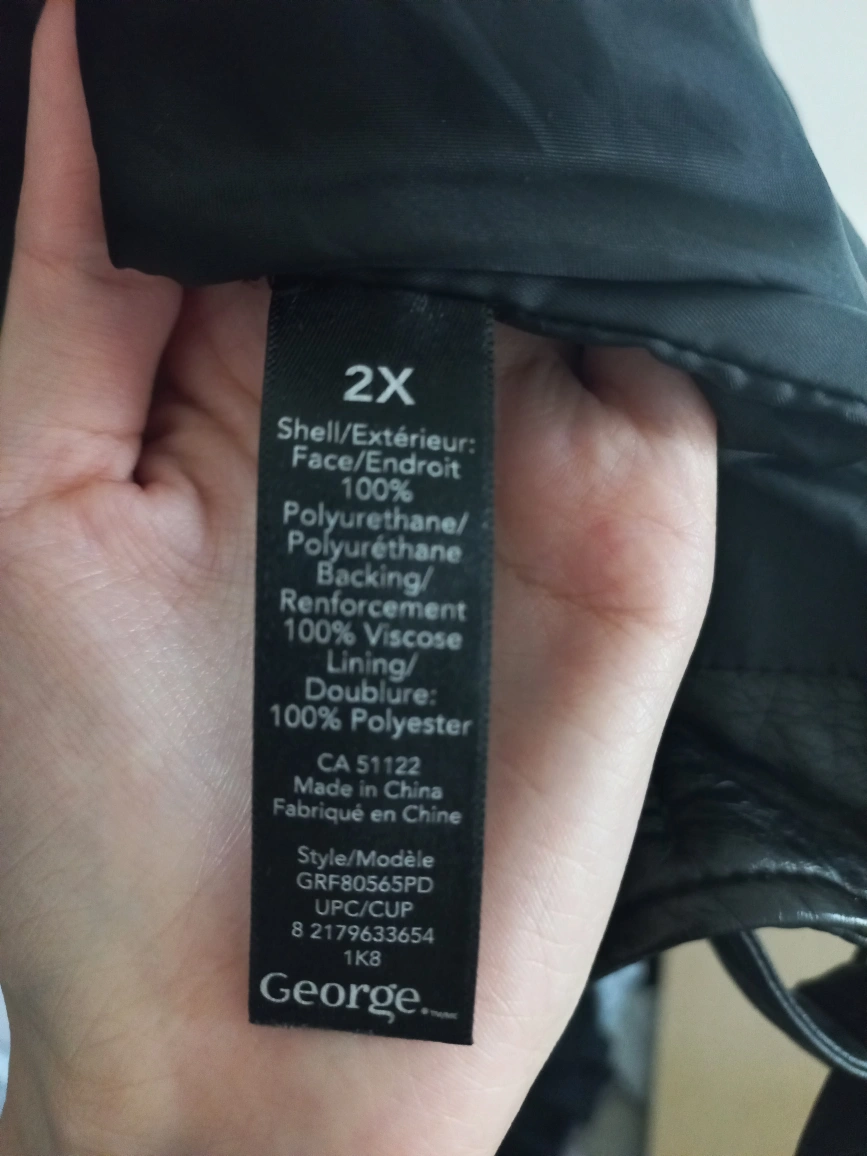 2X
Shell/Extérieur:
Face/Endroit
100%
Polyurethane/
Polyuréthane
Backing/
Renforcement
100% Viscose
Lining/
Doublure:
100% Polyester
CA 51122
Made in China
Fabriqué en Chine
Style/Modèle
GRF80565PD
UPC/CUP
8 2179633654
1K8
George.